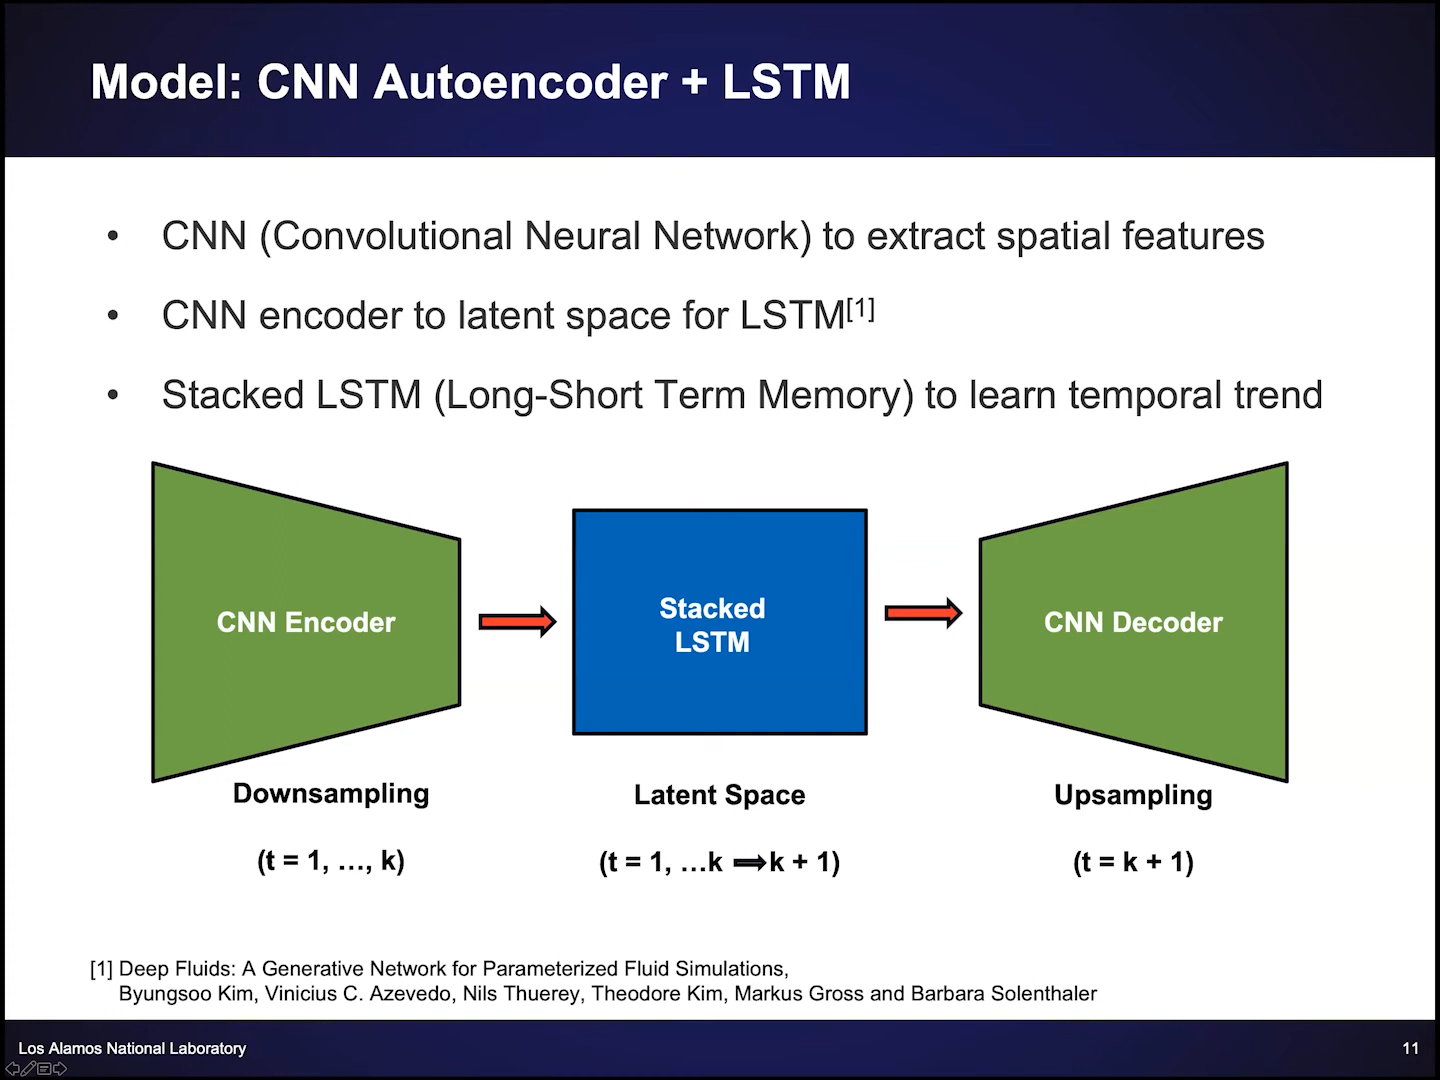 Model: CNN Autoencoder + LSTM
• CNN (Convolutional Neural Network) to extract spatial features
• CNN encoder to latent space for LSTM[1]
• Stacked LSTM (Long-Short Term Memory) to learn temporal trend
CNN Encoder
Stacked
LSTM
CNN Decoder
Downsampling
Latent Space
Upsampling
(t = 1, …, k)
(t = 1, …k ⟹ k + 1)
(t = k + 1)
[1] Deep Fluids: A Generative Network for Parameterized Fluid Simulations,
Byungsoo Kim, Vinicius C. Azevedo, Nils Thuerey, Theodore Kim, Markus Gross and Barbara Solenthaler
Los Alamos National Laboratory
11